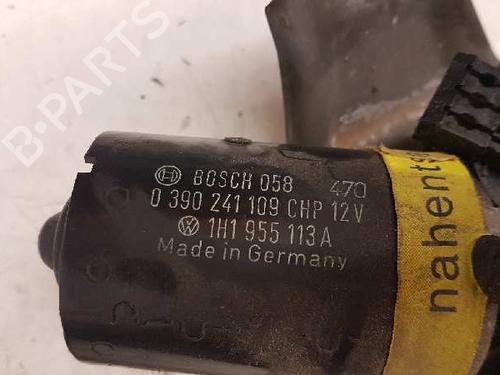 BOSCH 058 470
0 390 241 109 CHP 12V
1H1 955 113 A
Made in Germany
nahents
B-PARTS